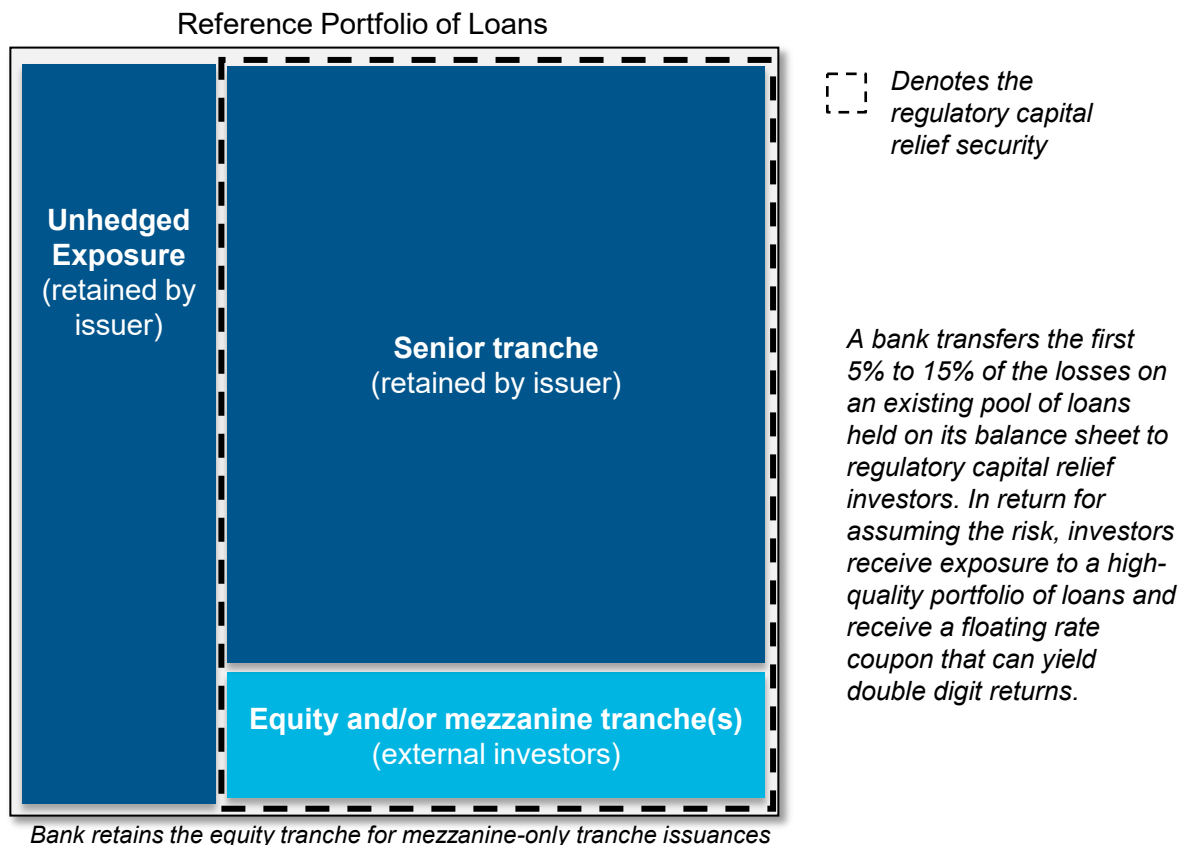 Reference Portfolio of Loans
Unhedged
Exposure
(retained by
issuer)
Senior tranche
(retained by issuer)
Equity and/or mezzanine tranche(s)
(external investors)
Bank retains the equity tranche for mezzanine-only tranche issuances
Denotes the
regulatory capital
relief security
A bank transfers the first
5% to 15% of the losses on
an existing pool of loans
held on its balance sheet to
regulatory capital relief
investors. In return for
assuming the risk, investors
receive exposure to a high-
quality portfolio of loans and
receive a floating rate
coupon that can yield
double digit returns.